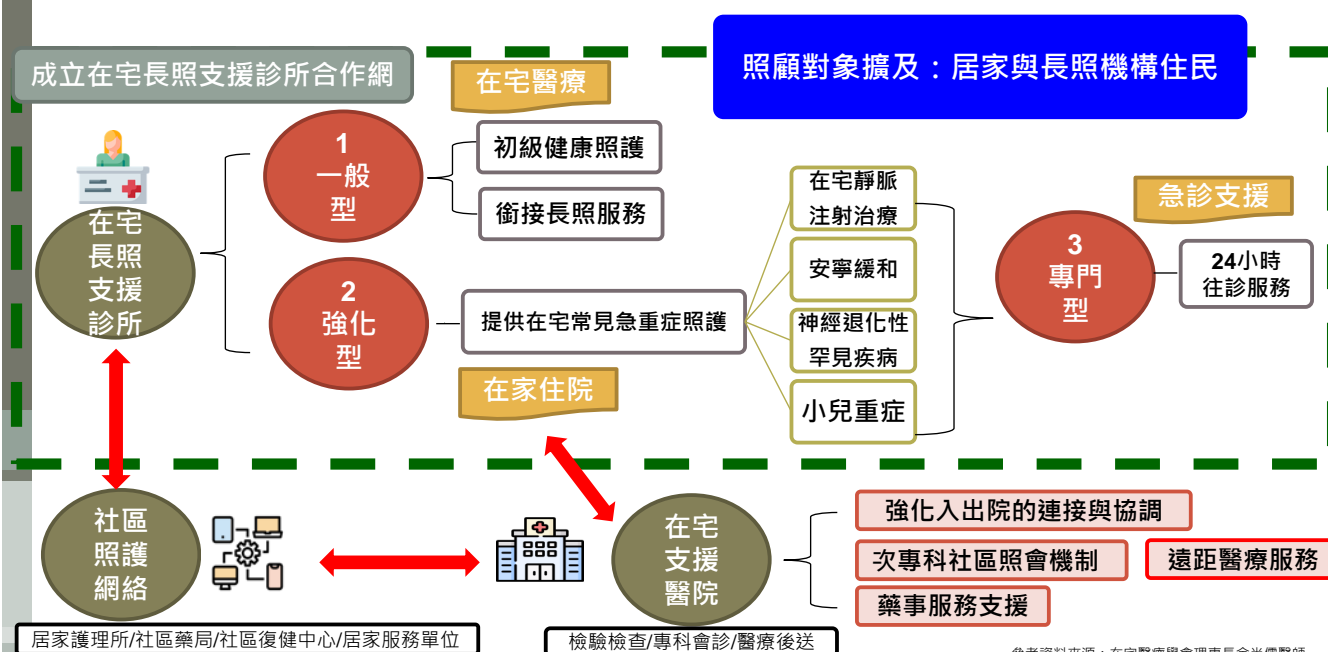 成立在宅長照支援診所合作網
照顧對象擴及：居家與長照機構住民
在宅醫療
1
一般
型
初級健康照護
銜接長照服務
在宅
長照
支援
診所
2
強化
型
提供在宅常見急重症照護
在家住院
在宅靜脈
注射治療
安寧緩和
神經退化性
罕見疾病
小兒重症
3
專門
型
急診支援
24小時
往診服務
社區
照護
網絡
居家護理所/社區藥局/社區復健中心/居家服務單位
在宅
支援
醫院
檢驗檢查/專科會診/醫療後送
強化入出院的連接與協調
次專科社區照會機制
遠距醫療服務
藥事服務支援